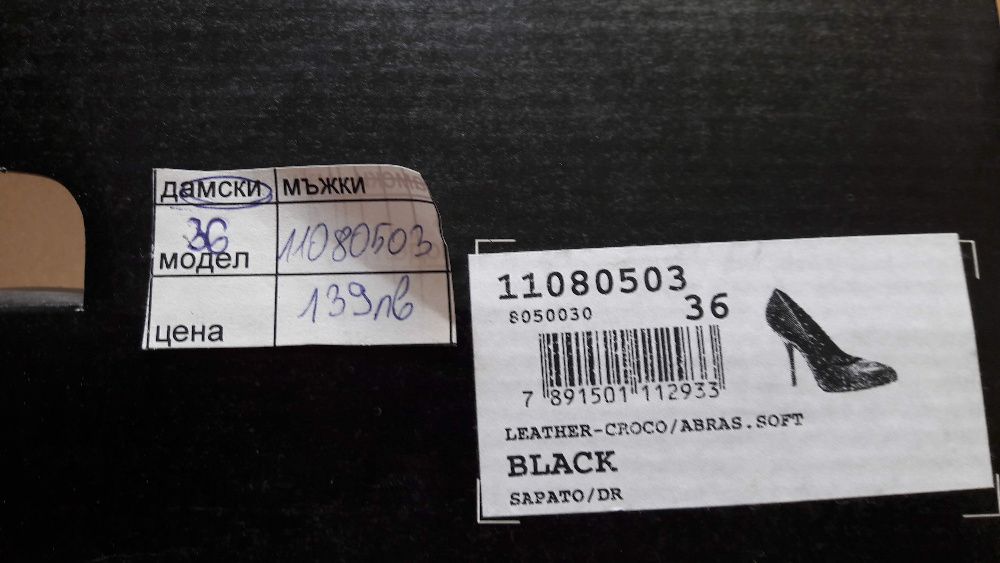 дамски мъжки
36
модел 11080503
цена 139лв
11080503
8050030 36
7 891501 112933
LEATHER-CROCO/ABRAS.SOFT
BLACK
SAPATO/DR